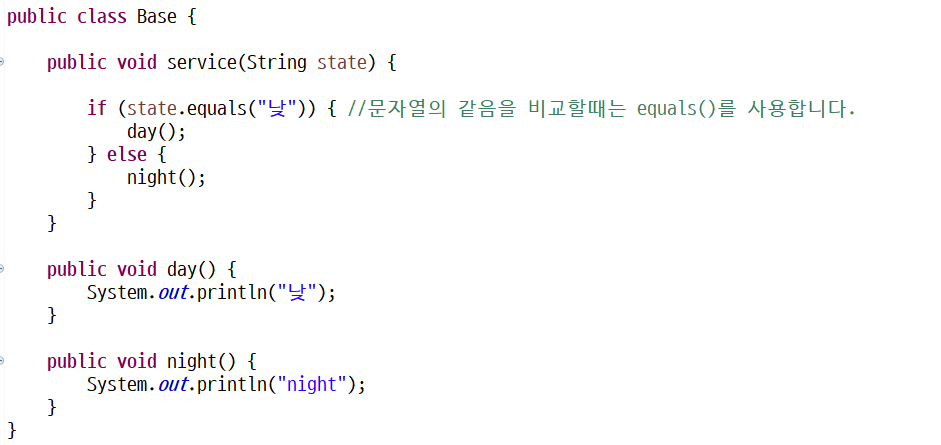 public class Base {
public void service(String state) {
if (state.equals("낮")) { //문자열의 같음을 비교할때는 equals()를 사용합니다.
day();
} else {
night();
}
}
public void day() {
System.out.println("낮");
}
public void night() {
System.out.println("night");
}
}